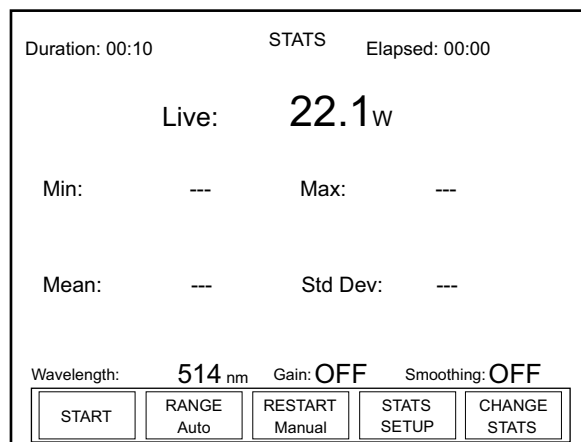 STATS
Duration: 00:10 Elapsed: 00:00
Live: 22.1 W
Min: --- Max: ---
Mean: --- Std Dev: ---
Wavelength: 514 nm Gain: OFF Smoothing: OFF
START RANGE Auto RESTART Manual STATS SETUP CHANGE STATS